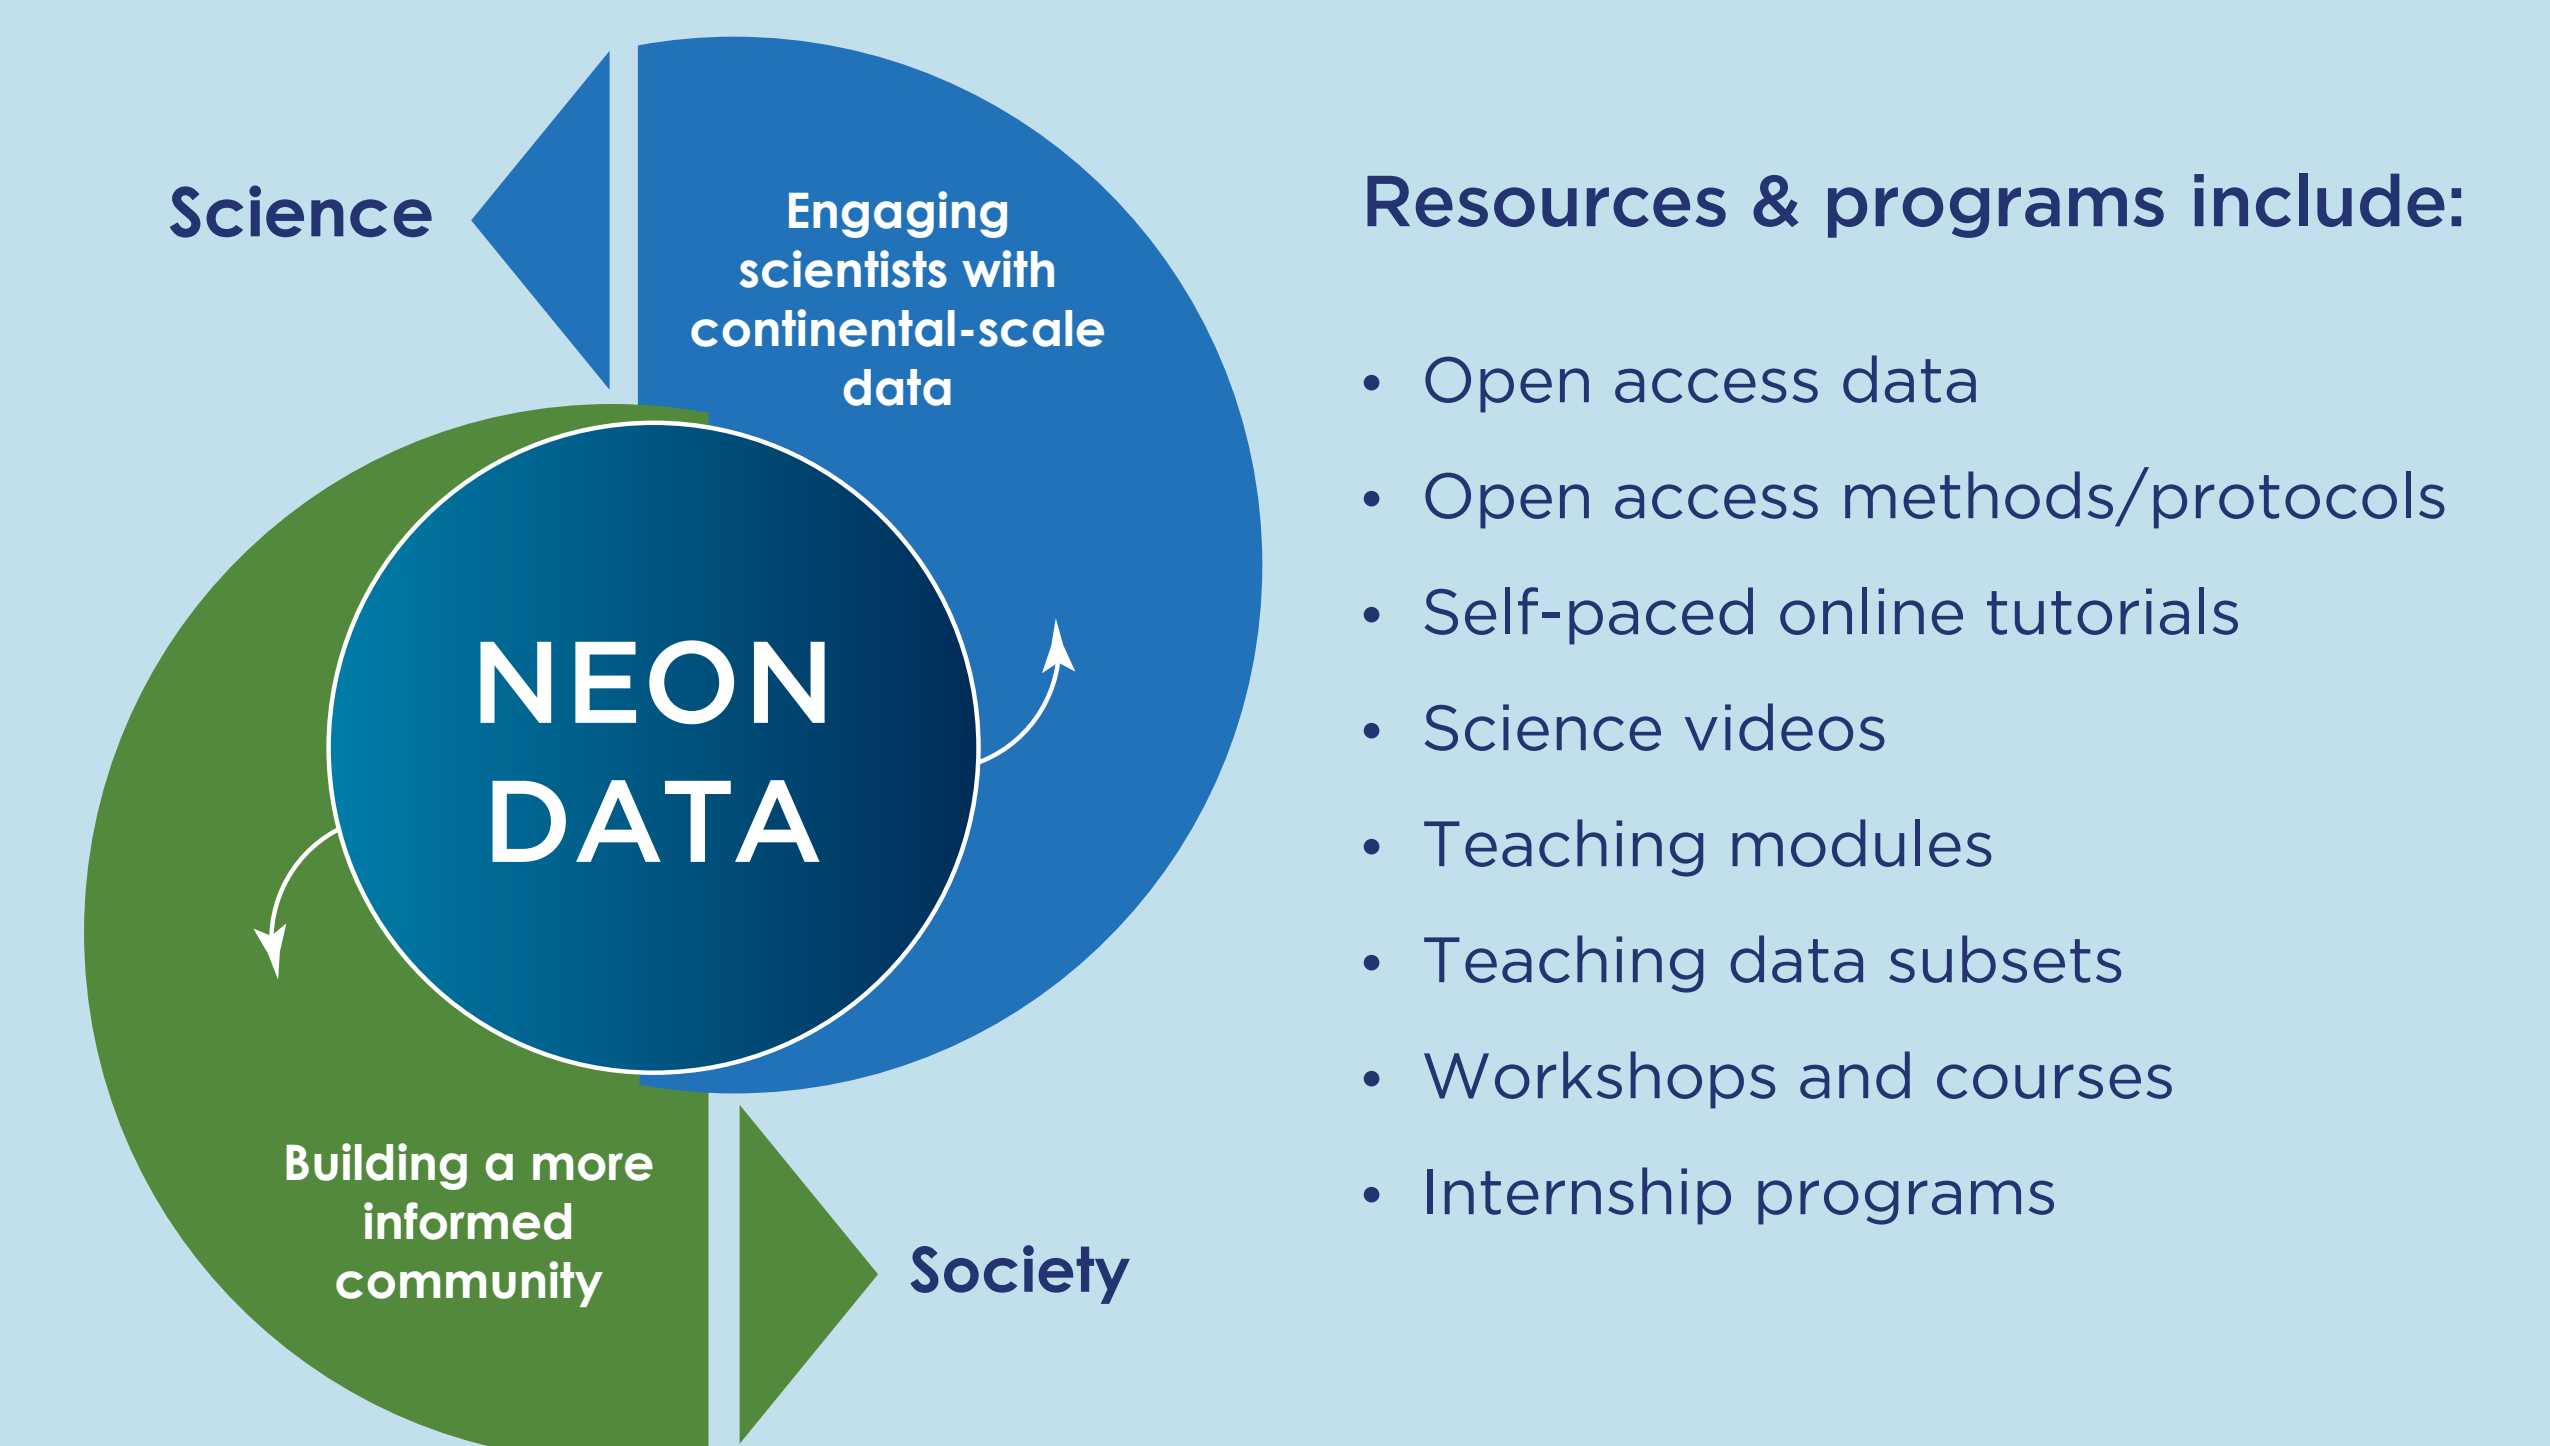 Science
Engaging
scientists with
continental-scale
data
NEON
DATA
Building a more
informed
community
Society
Resources & programs include:
• Open access data
• Open access methods/protocols
• Self-paced online tutorials
• Science videos
• Teaching modules
• Teaching data subsets
• Workshops and courses
• Internship programs